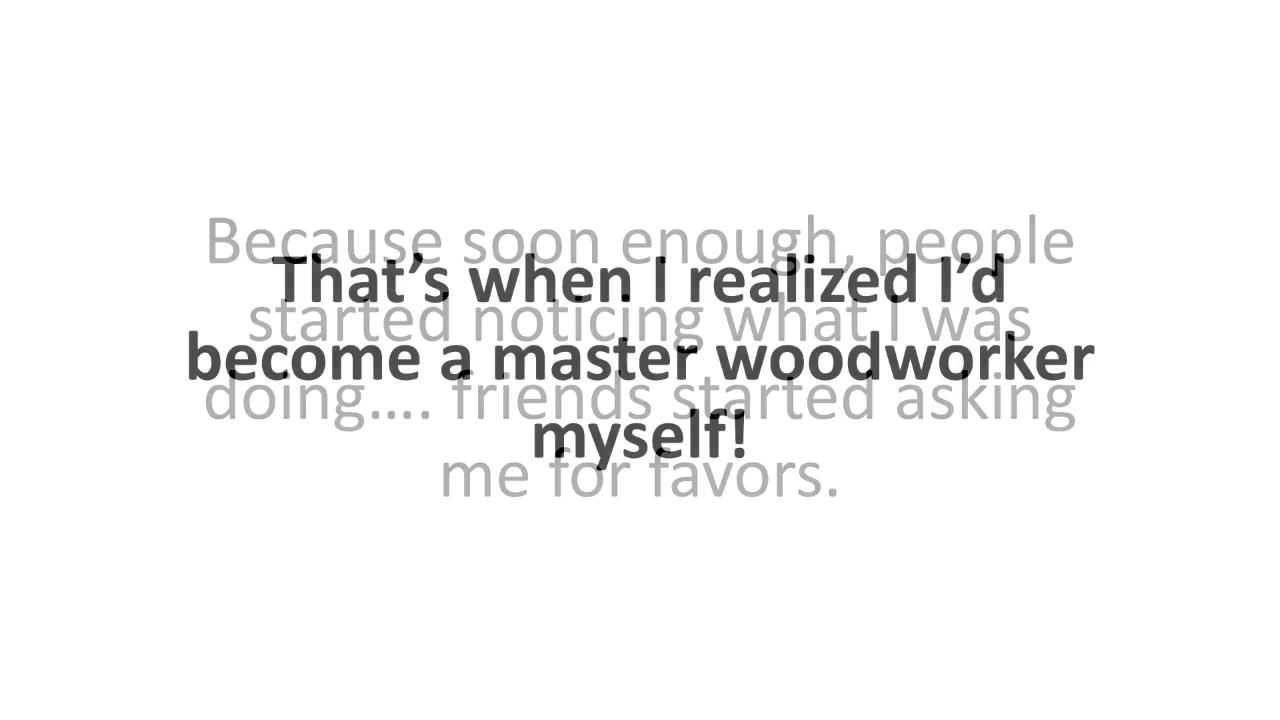 Because soon enough, people
started noticing what I was
doing.... friends started asking
me for favors.
That’s when I realized I’d
become a master woodworker
myself!